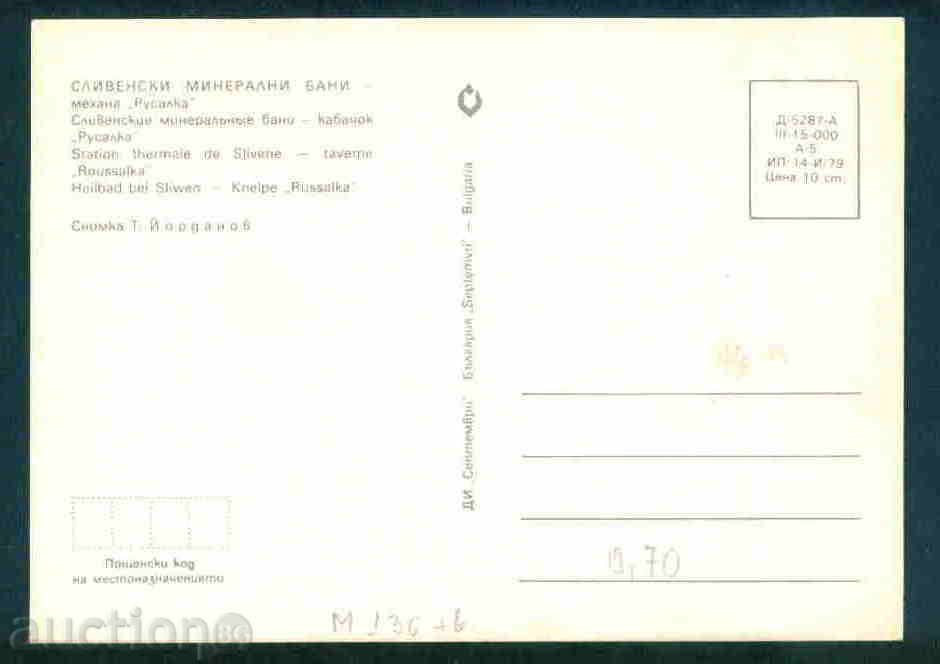 СЛИВЕНСКИ МИНЕРАЛНИ БАНИ –
механа „Русалка"
Сливенские минеральные бани – кабачок
„Русалка"
Station thermale de Slivene – taverne
„Roussalka"
Heilbad bei Sliwen – Kneipe „Russalka"
Снимка Т. Йорданов
Пощенски код
на местоназначението
ДИ „Септември" България „Septemvri" – Bulgaria
Д-5287-А
III-15 000
А-5
ИП-14-И/79
Цена 10 ст.
0,70
М 136
auction.bg